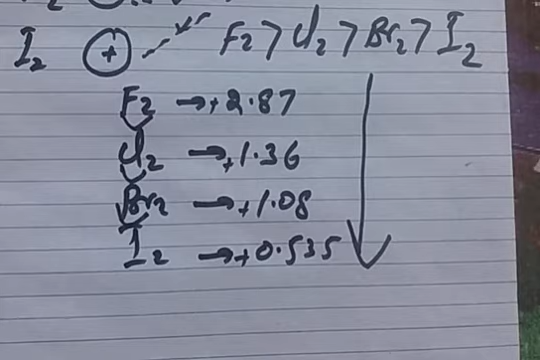 I2 ⊕ F2 > Cl2 > Br2 > I2
F2 → +2.87
Cl2 → +1.36
Br2 → +1.08
I2 → +0.535